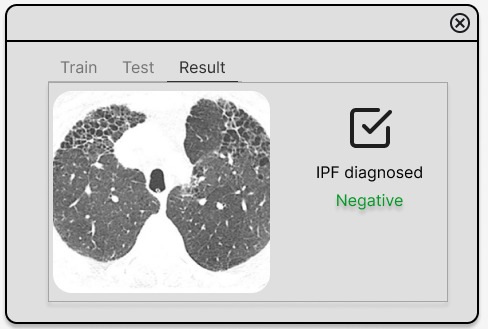 Train Test Result
IPF diagnosed
Negative